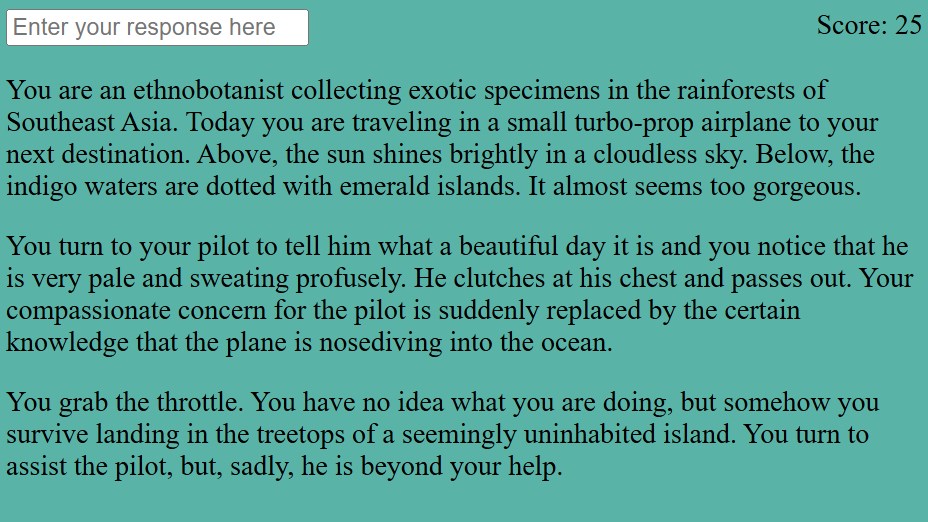 Enter your response here
Score: 25
You are an ethnobotanist collecting exotic specimens in the rainforests of
Southeast Asia. Today you are traveling in a small turbo-prop airplane to your
next destination. Above, the sun shines brightly in a cloudless sky. Below, the
indigo waters are dotted with emerald islands. It almost seems too gorgeous.
You turn to your pilot to tell him what a beautiful day it is and you notice that he
is very pale and sweating profusely. He clutches at his chest and passes out. Your
compassionate concern for the pilot is suddenly replaced by the certain
knowledge that the plane is nosediving into the ocean.
You grab the throttle. You have no idea what you are doing, but somehow you
survive landing in the treetops of a seemingly uninhabited island. You turn to
assist the pilot, but, sadly, he is beyond your help.